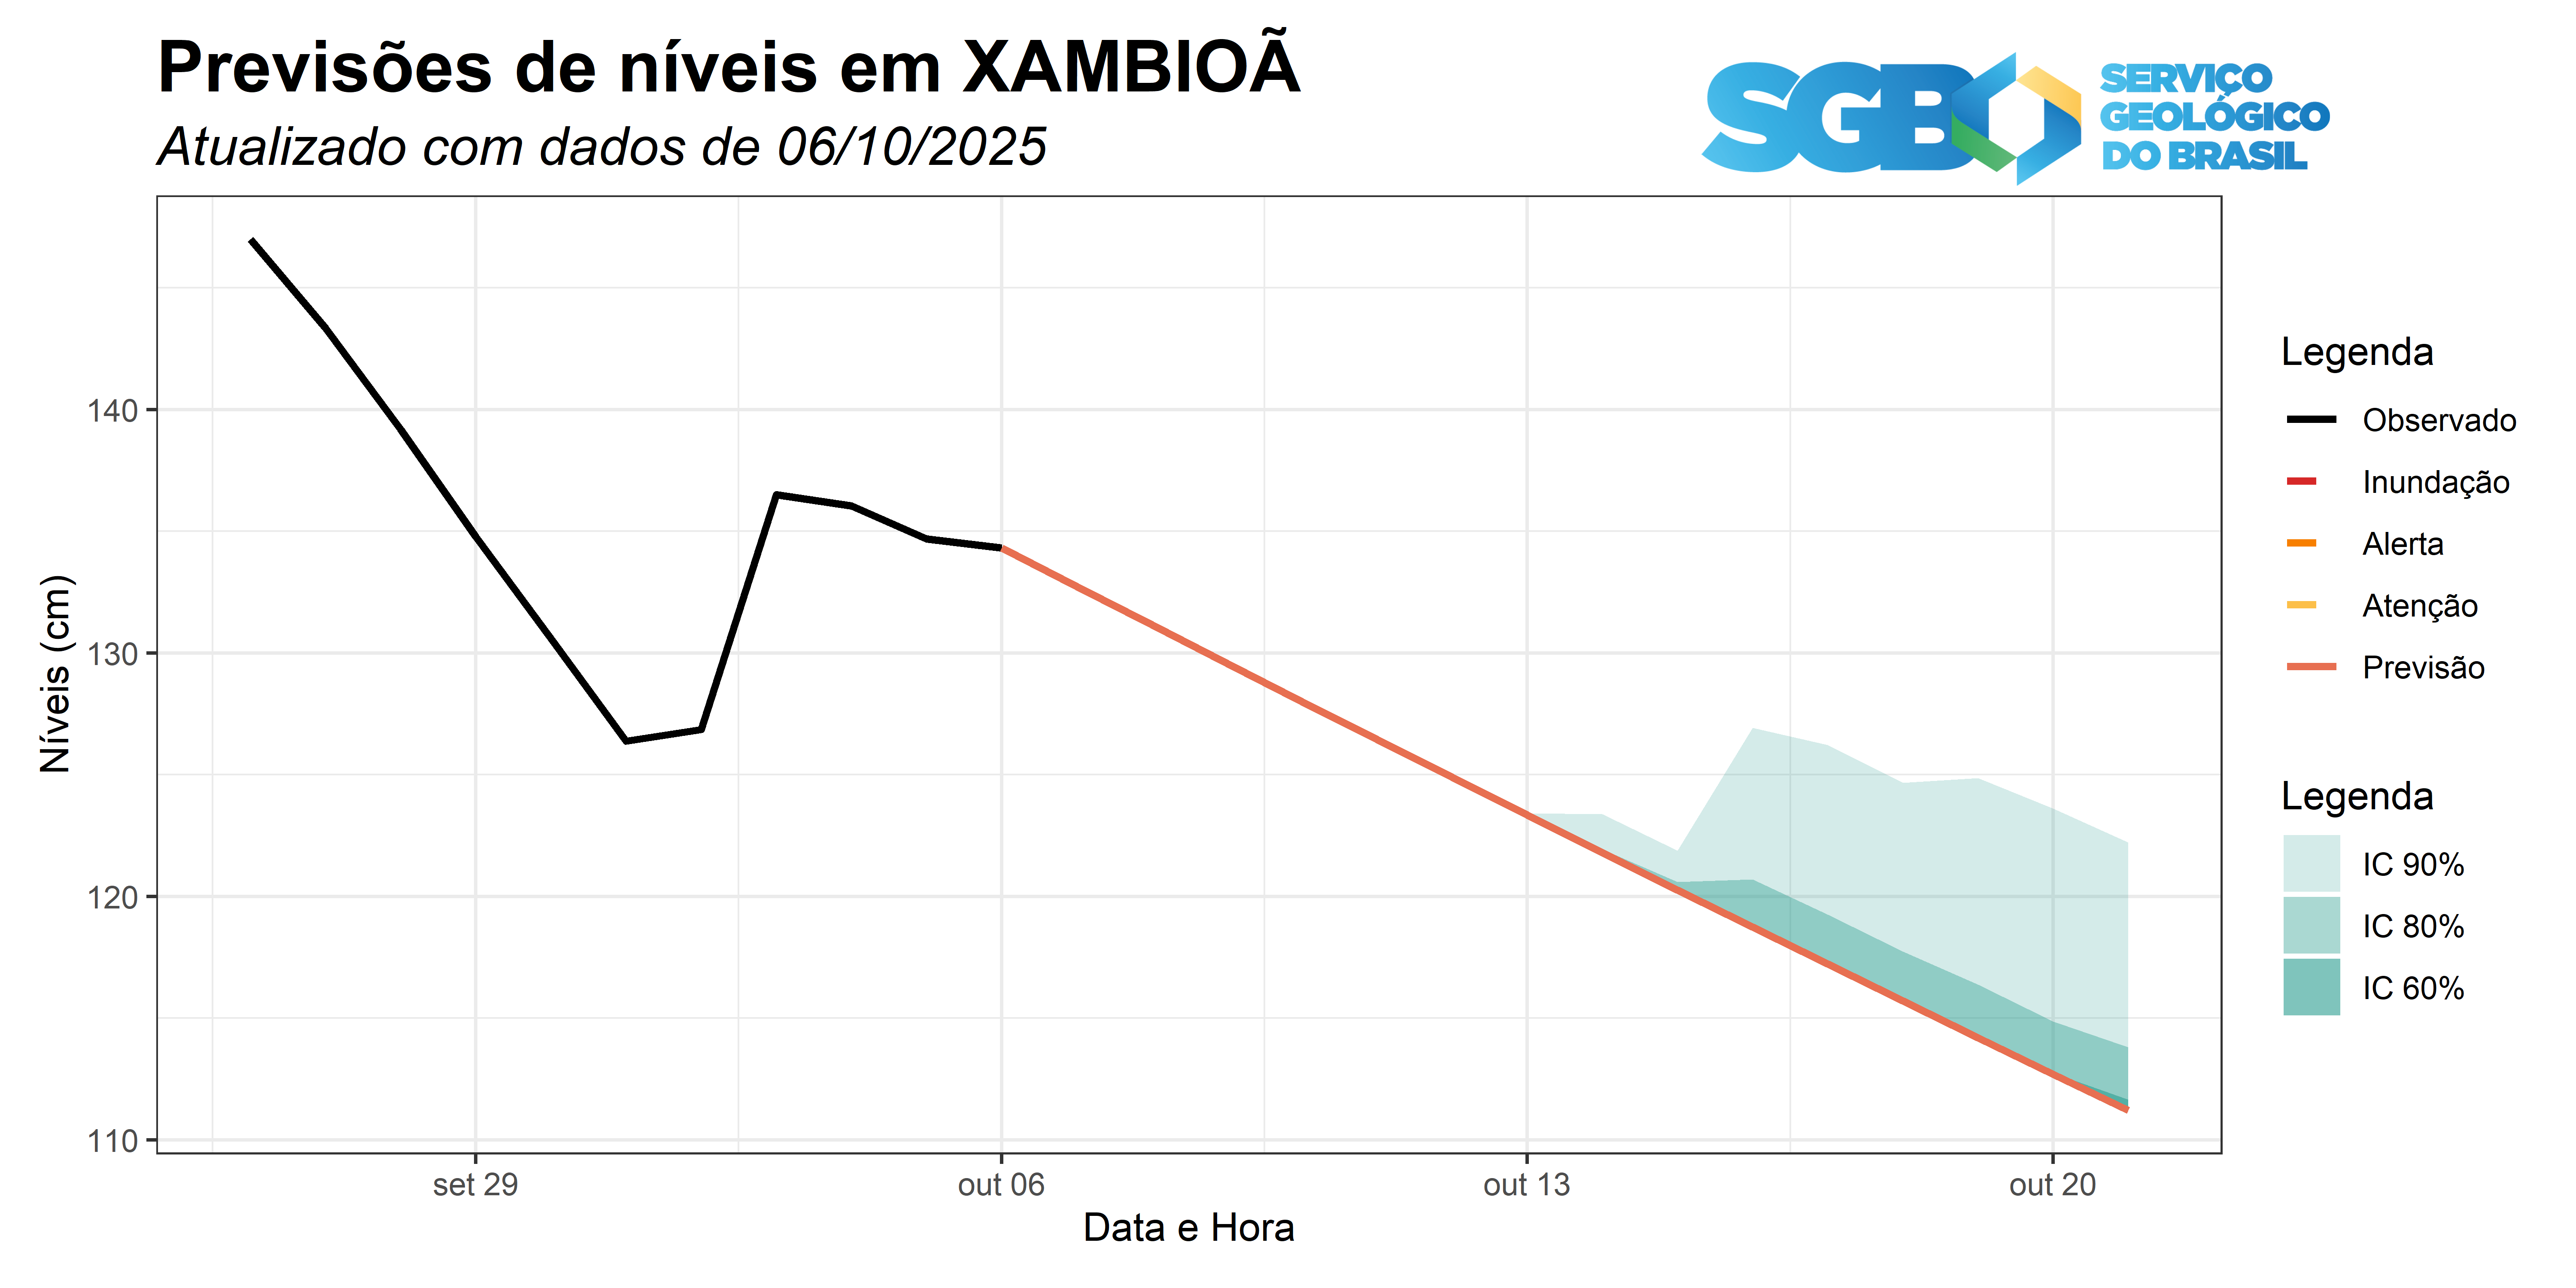 Previsões de níveis em XAMBIOÃ
Atualizado com dados de 06/10/2025
SGB
SERVIÇO
GEOLÓGICO
DO BRASIL
Níveis (cm)
140
130
120
110
set 29
out 06
out 13
out 20
Data e Hora
Legenda
Observado
Inundação
Alerta
Atenção
Previsão
Legenda
IC 90%
IC 80%
IC 60%